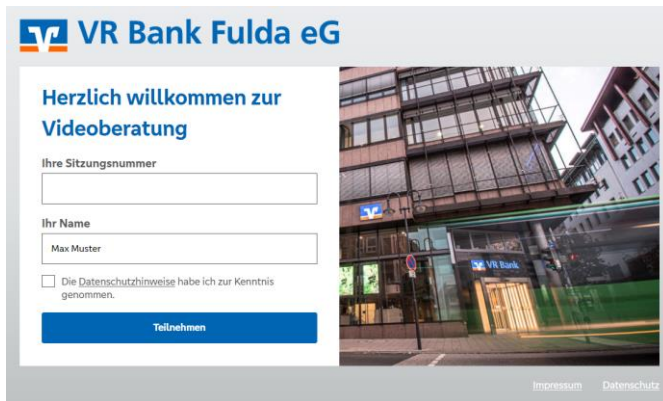 VR Bank Fulda eG
Herzlich willkommen zur
Videoberatung
Ihre Sitzungsnummer
Ihr Name
Max Muster
Die Datenschutzhinweise habe ich zur Kenntnis
genommen.
Teilnehmen
VR Bank
Impressum Datenschutz